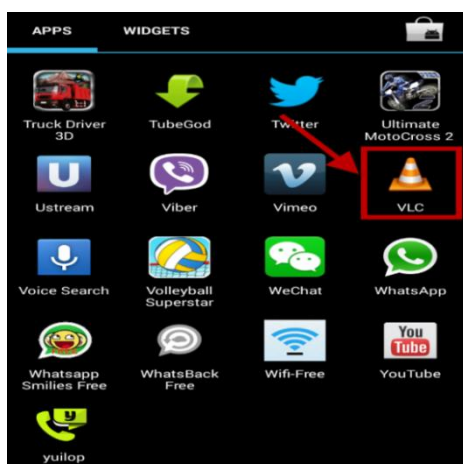 APPS WIDGETS
Truck Driver
3D
TubeGod
Twitter
Ultimate
MotoCross 2
Ustream
Viber
Vimeo
VLC
Voice Search
Volleyball
Superstar
WeChat
WhatsApp
Whatsapp
Smilies Free
WhatsBack
Free
Wifi-Free
You
Tube
YouTube
y
yuilop